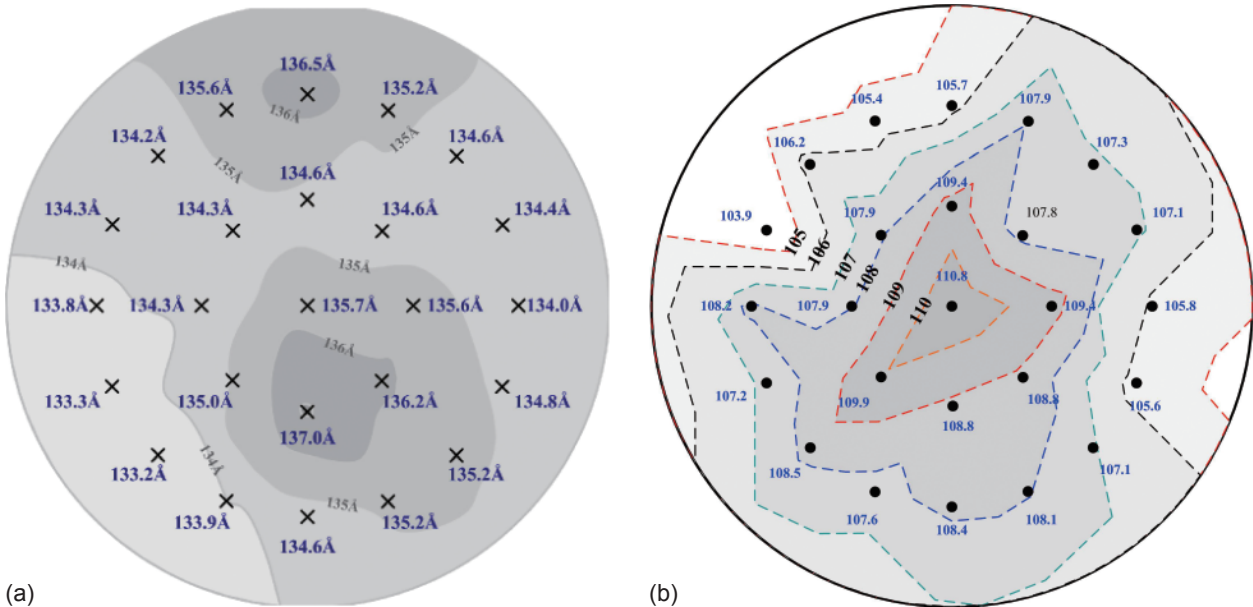 136.5Å
135.6Å
135.2Å
136Å
135Å
134.2Å
134.6Å
135Å
134.6Å
134.3Å
134.3Å
134.6Å
134.4Å
134Å
135Å
133.8Å
134.3Å
135.7Å
135.6Å
134.0Å
136Å
133.3Å
135.0Å
136.2Å
134.8Å
137.0Å
133.2Å
134Å
135.2Å
133.9Å
135Å
135.2Å
134.6Å
(a)
105.7
105.4
107.9
106.2
107.3
109.4
103.9
107.9
107.8
107.1
105
106
107
108
109
110
110.8
108.2
107.9
109.4
105.8
107.2
109.9
108.8
105.6
108.8
108.5
107.1
107.6
108.4
108.1
(b)